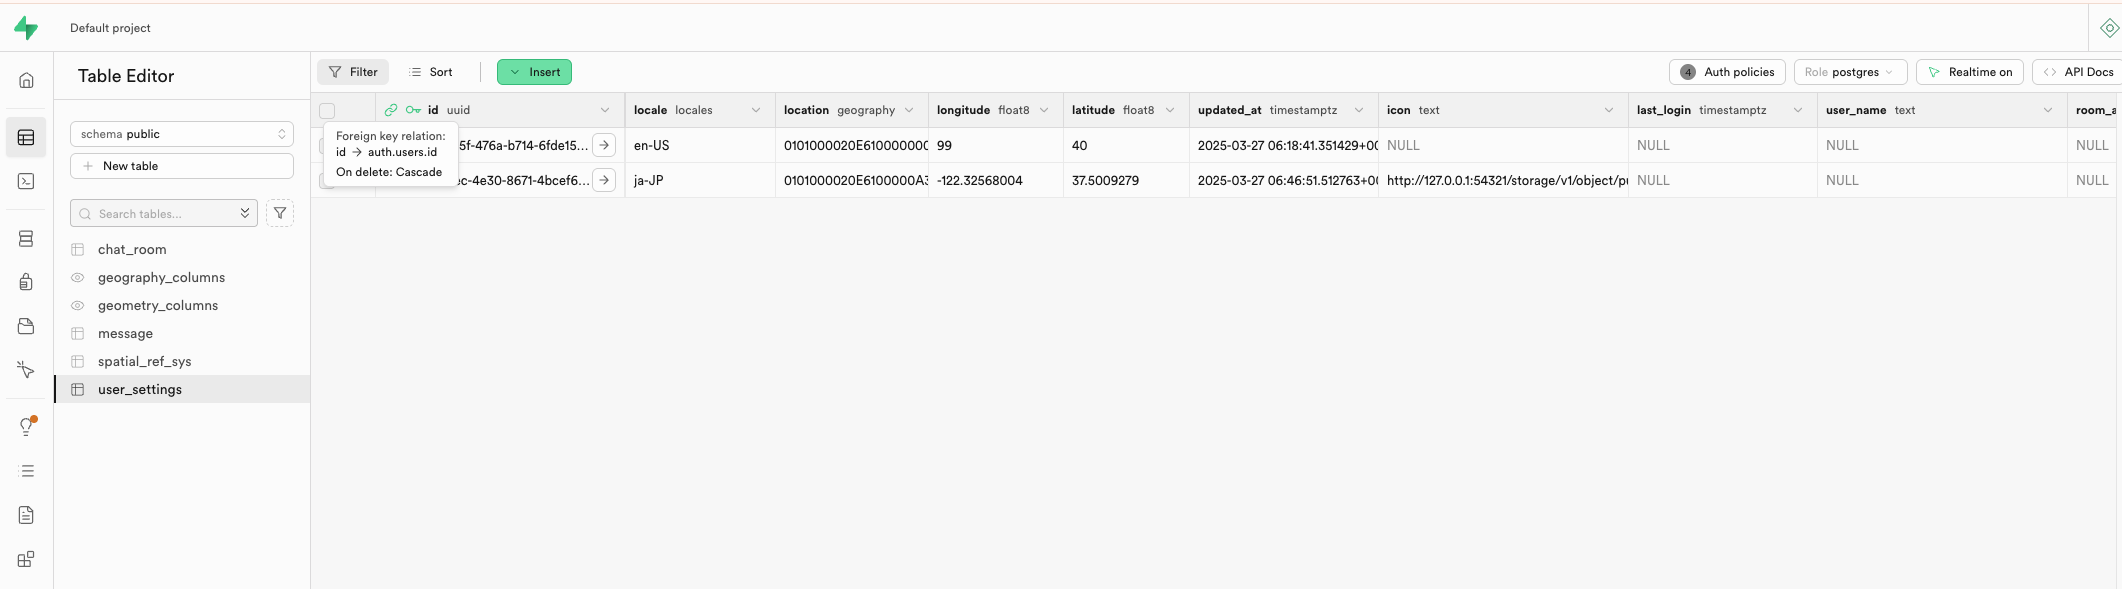 Default project
Table Editor
schema public
New table
Search tables...
chat_room
geography_columns
geometry_columns
message
spatial_ref_sys
user_settings
Filter Sort Insert
4 Auth policies Role postgres Realtime on API Docs
id uuid locale locales location geography longitude float8 latitude float8 updated_at timestamptz icon text last_login timestamptz user_name text room_a
Foreign key relation:
id → auth.users.id
On delete: Cascade
5f-476a-b714-6fde15... en-US 0101000020E610000000 99 40 2025-03-27 06:18:41.351429+00 NULL NULL NULL NULL
ec-4e30-8671-4bcef6... ja-JP 0101000020E6100000A3 -122.32568004 37.5009279 2025-03-27 06:46:51.512763+00 http://127.0.0.1:54321/storage/v1/object/pu NULL NULL NULL